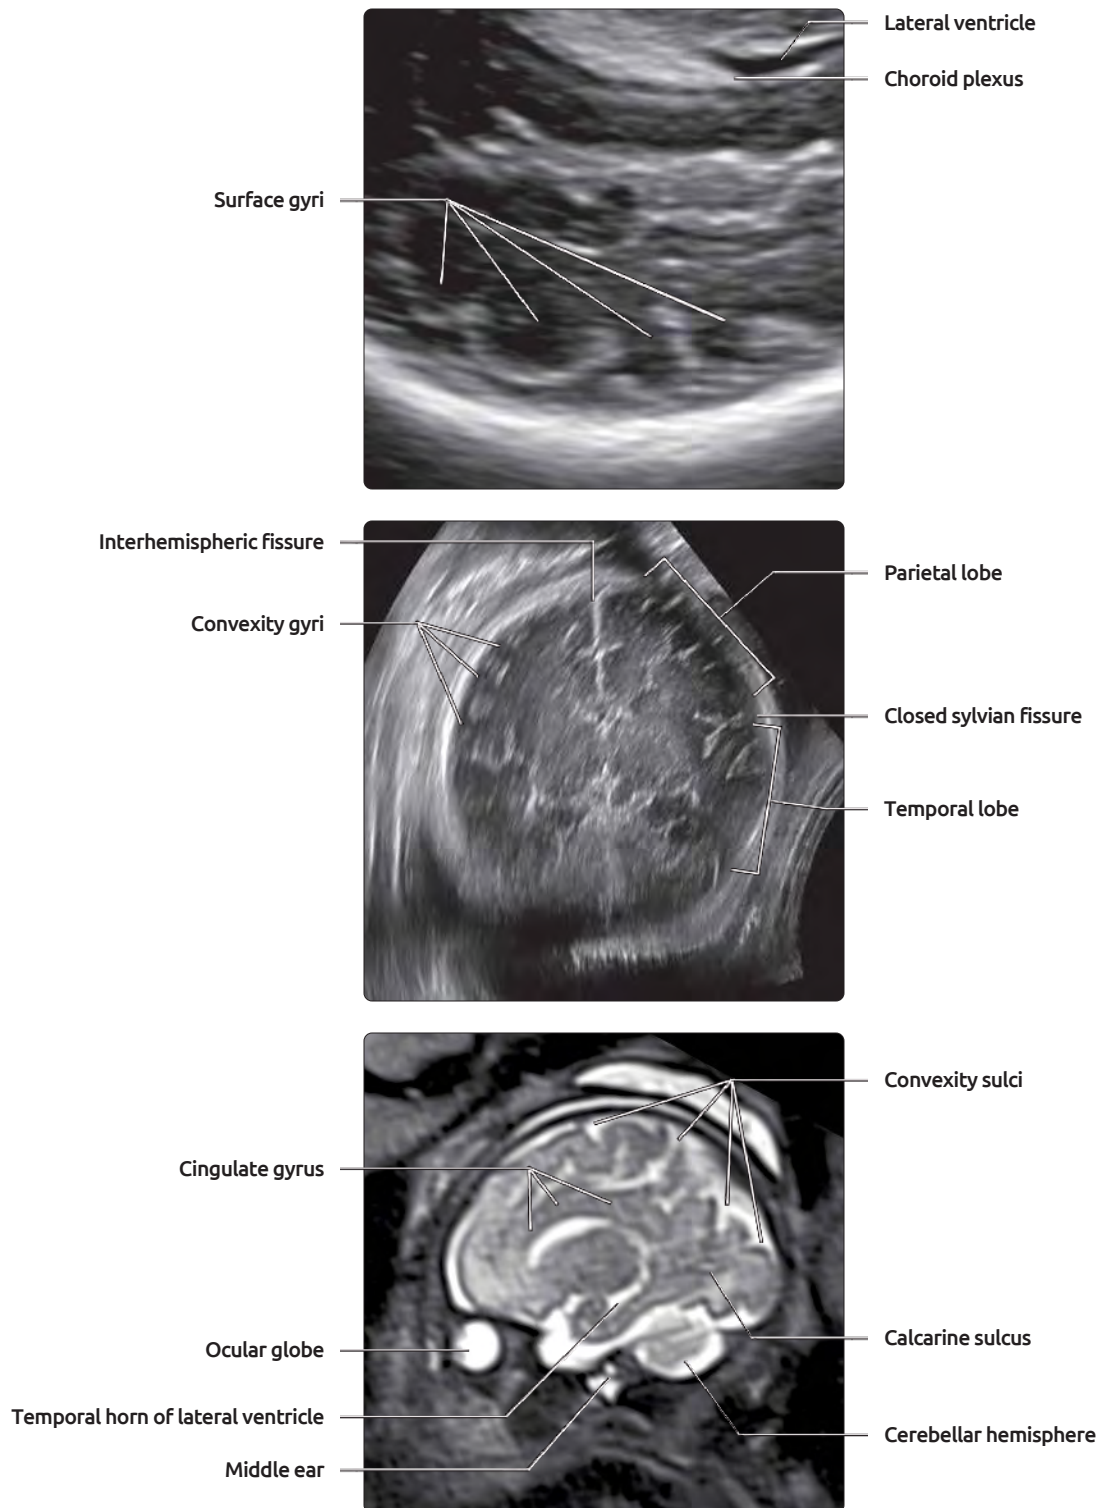 Lateral ventricle
Choroid plexus
Surface gyri
Interhemispheric fissure
Parietal lobe
Convexity gyri
Closed sylvian fissure
Temporal lobe
Convexity sulci
Cingulate gyrus
Calcarine sulcus
Ocular globe
Temporal horn of lateral ventricle
Cerebellar hemisphere
Middle ear